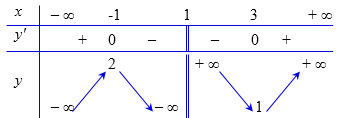 x − ∞ -1 1 3 + ∞
y' + 0 − − 0 +
2 + ∞ + ∞
y
− ∞ − ∞ 1